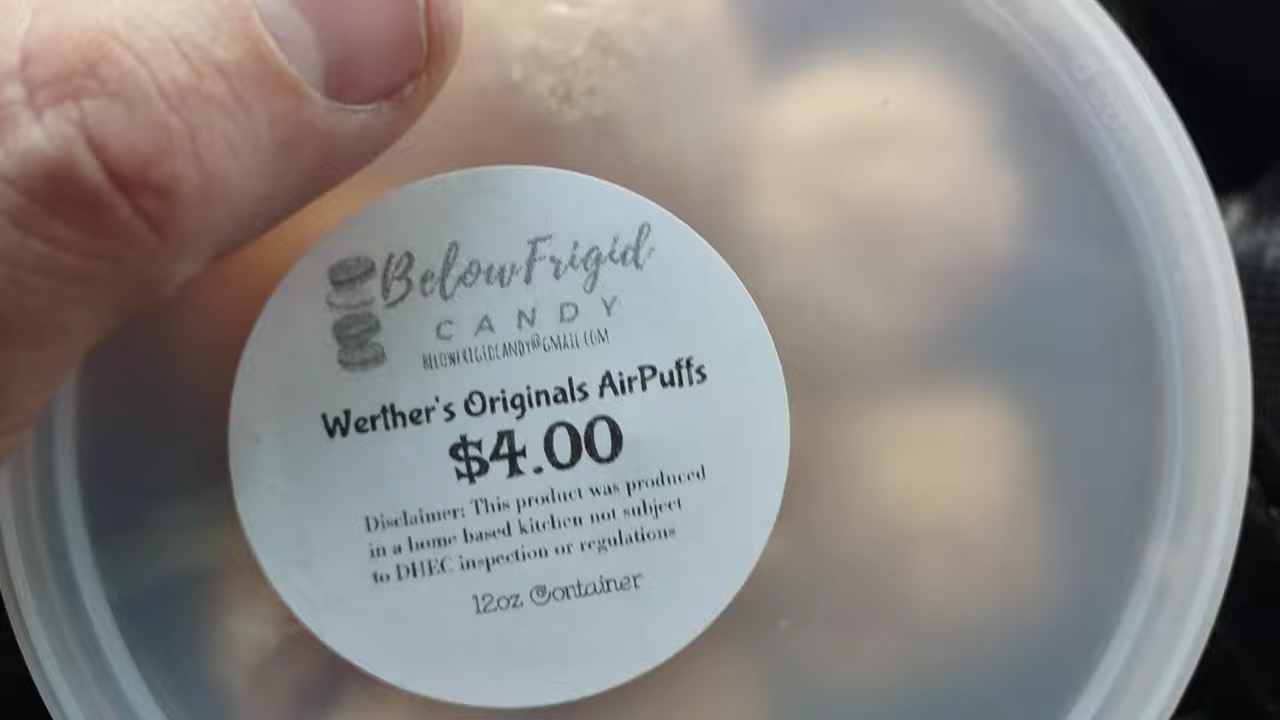 BelowFrigid
CANDY
BELOWFRIGIDCANDY@GMAIL.COM
Werther's Originals AirPuffs
$4.00
Disclaimer: This product was produced
in a home based kitchen not subject
to DHEC inspection or regulations
12oz Container